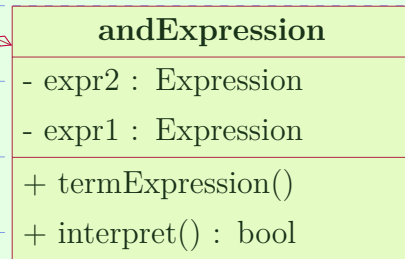 andExpression
- expr2 : Expression
- expr1 : Expression
+ termExpression()
+ interpret() : bool